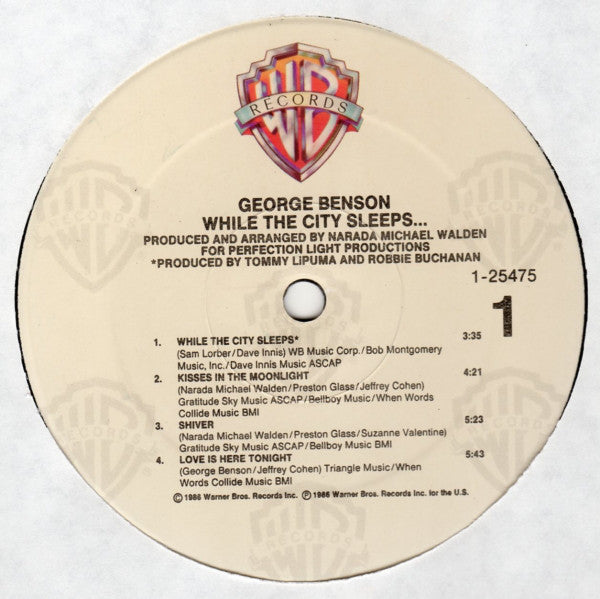 WB
RECORDS
GEORGE BENSON
WHILE THE CITY SLEEPS...
PRODUCED AND ARRANGED BY NARADA MICHAEL WALDEN
FOR PERFECTION LIGHT PRODUCTIONS
*PRODUCED BY TOMMY LiPUMA AND ROBBIE BUCHANAN
1-25475
1
1. WHILE THE CITY SLEEPS* 3:35
(Sam Lorber/Dave Innis) WB Music Corp./Bob Montgomery
Music, Inc./Dave Innis Music ASCAP
2. KISSES IN THE MOONLIGHT 4:21
(Narada Michael Walden/Preston Glass/Jeffrey Cohen)
Gratitude Sky Music ASCAP/Bellboy Music/When Words
Collide Music BMI
3. SHIVER 5:23
(Narada Michael Walden/Preston Glass/Suzanne Valentine)
Gratitude Sky Music ASCAP/Bellboy Music BMI
4. LOVE IS HERE TONIGHT 5:43
(George Benson/Jeffrey Cohen) Triangle Music/When
Words Collide Music BMI
©1986 Warner Bros. Records Inc. ℗1986 Warner Bros. Records Inc. for the U.S.